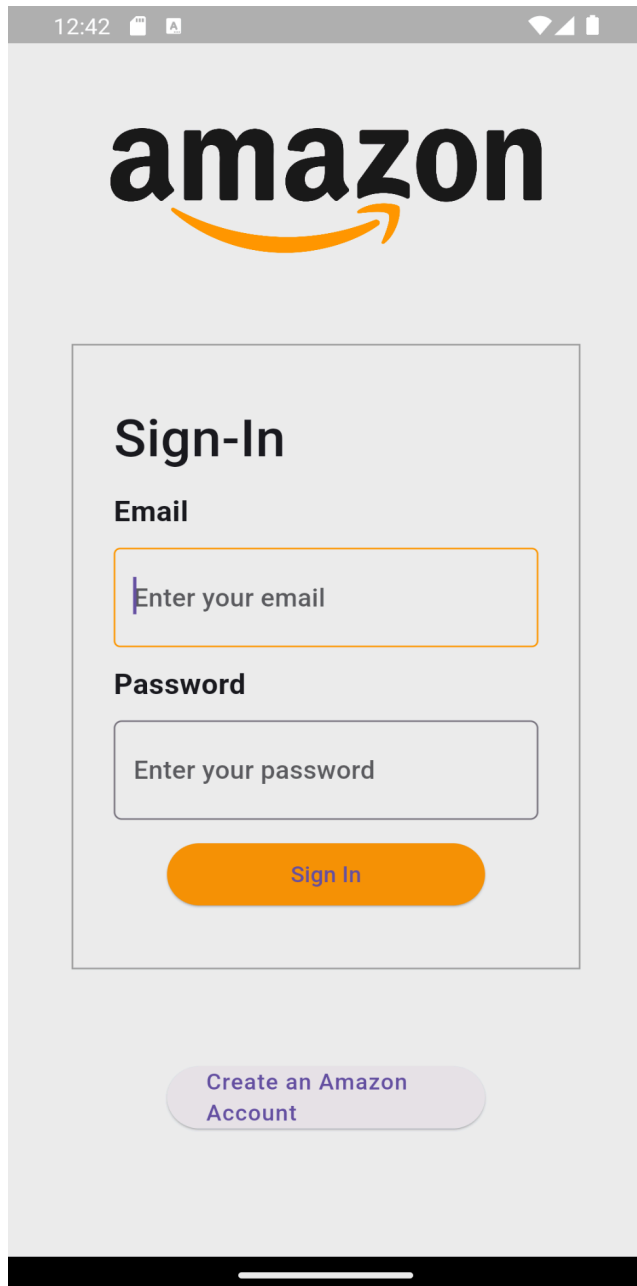 12:42
amazon
Sign-In
Email
Enter your email
Password
Enter your password
Sign In
Create an Amazon
Account